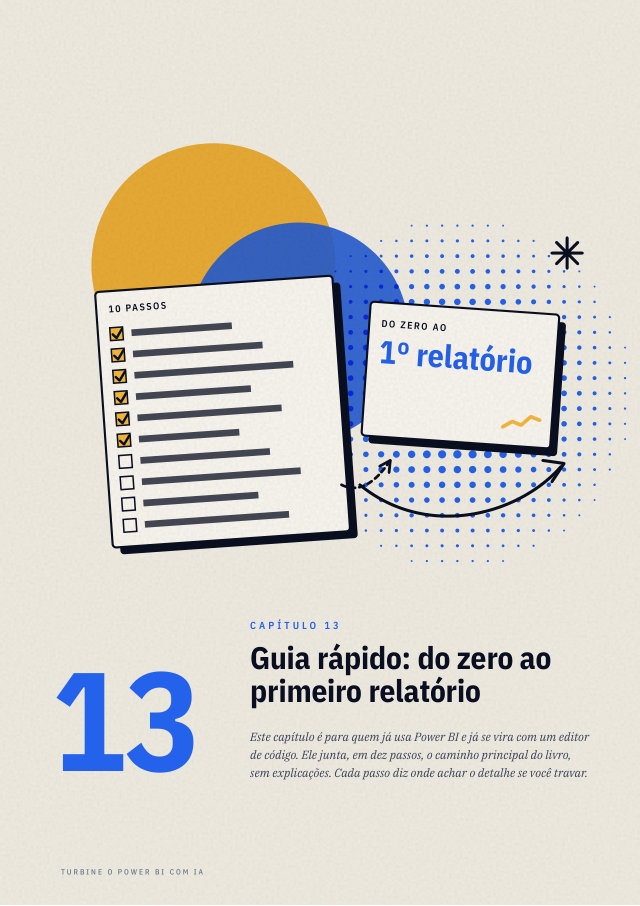 10 PASSOS
DO ZERO AO
1º relatório
CAPÍTULO 13
13
Guia rápido: do zero ao
primeiro relatório
Este capítulo é para quem já usa Power BI e já se vira com um editor
de código. Ele junta, em dez passos, o caminho principal do livro,
sem explicações. Cada passo diz onde achar o detalhe se você travar.
TURBINE O POWER BI COM IA